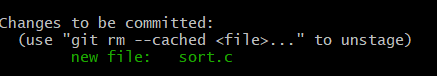 Changes to be committed:
  (use "git rm --cached <file>..." to unstage)
        new file:   sort.c